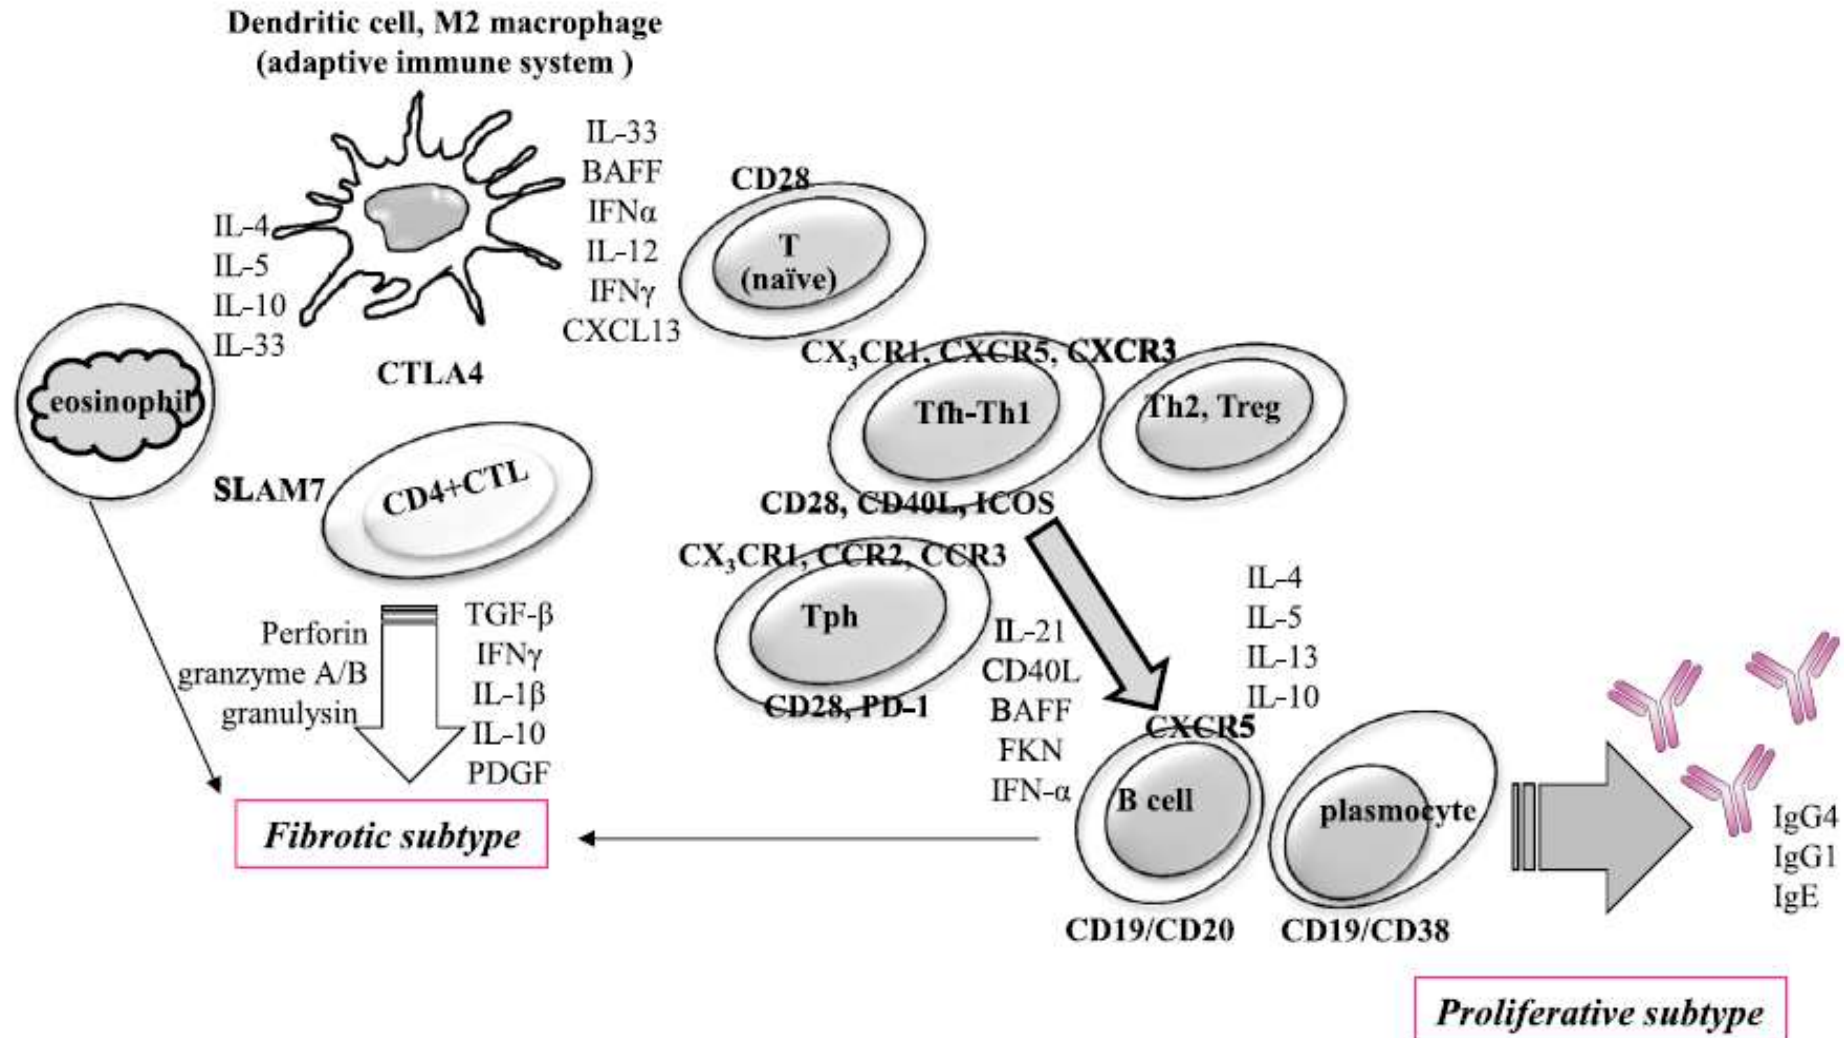 Dendritic cell, M2 macrophage
(adaptive immune system )
IL-33
BAFF
IFNα
IL-12
IFNγ
CXCL13
IL-4
IL-5
IL-10
IL-33
CD28
T
(naïve)
eosinophil
CTLA4
CX₃CR1, CXCR5, CXCR3
Tfh-Th1
Th2, Treg
CD28, CD40L, ICOS
SLAM7
CD4+CTL
CX₃CR1, CCR2, CCR3
Tph
CD28, PD-1
Perforin
granzyme A/B
granulysin
TGF-β
IFNγ
IL-1β
IL-10
PDGF
IL-21
CD40L
BAFF
FKN
IFN-α
IL-4
IL-5
IL-13
IL-10
CXCR5
B cell
plasmocyte
CD19/CD20
CD19/CD38
IgG4
IgG1
IgE
Fibrotic subtype
Proliferative subtype